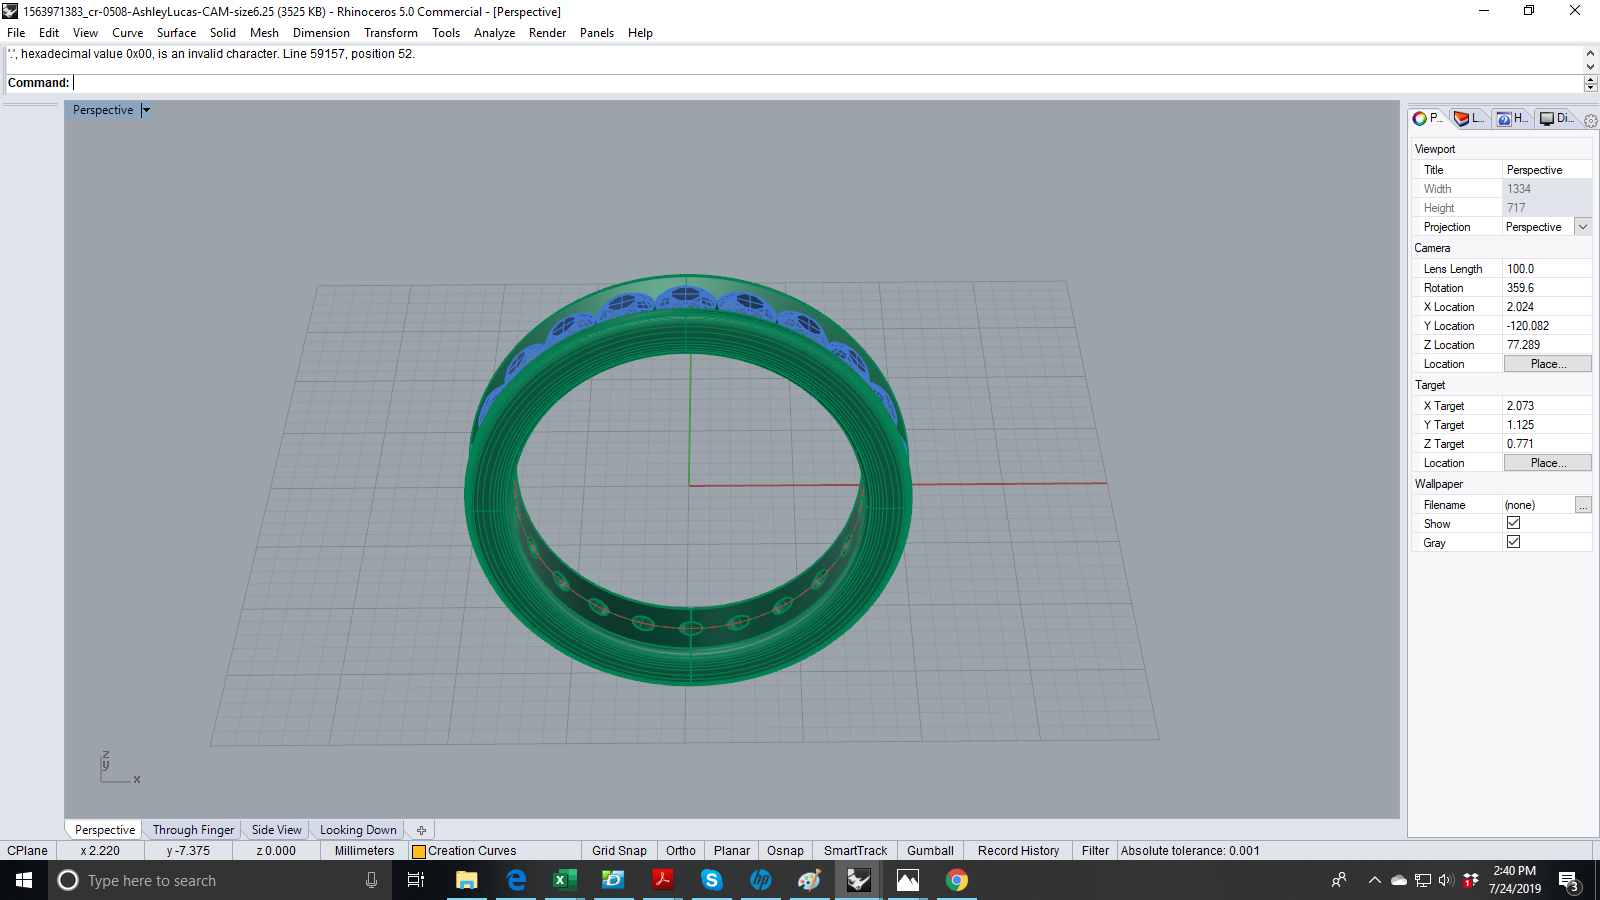 1563971383_cr-0508-AshleyLucas-CAM-size6.25 (3525 KB) - Rhinoceros 5.0 Commercial - [Perspective]
File Edit View Curve Surface Solid Mesh Dimension Transform Tools Analyze Render Panels Help
'.', hexadecimal value 0x00, is an invalid character. Line 59157, position 52.
Command:
Perspective
P... L... H... Di...
Viewport
Title Perspective
Width 1334
Height 717
Projection Perspective
Camera
Lens Length 100.0
Rotation 359.6
X Location 2.024
Y Location -120.082
Z Location 77.289
Location Place...
Target
X Target 2.073
Y Target 1.125
Z Target 0.771
Location Place...
Wallpaper
Filename (none) ...
Show
Gray
z
y
x
Perspective Through Finger Side View Looking Down
CPlane x 2.220 y -7.375 z 0.000 Millimeters Creation Curves Grid Snap Ortho Planar Osnap SmartTrack Gumball Record History Filter Absolute tolerance: 0.001
Type here to search
2:40 PM
7/24/2019
3